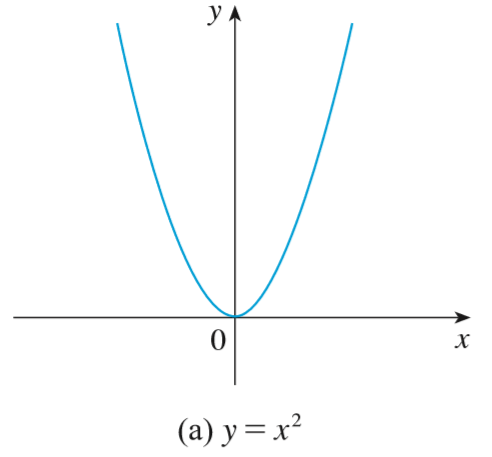 y
0
x
(a) y = x²